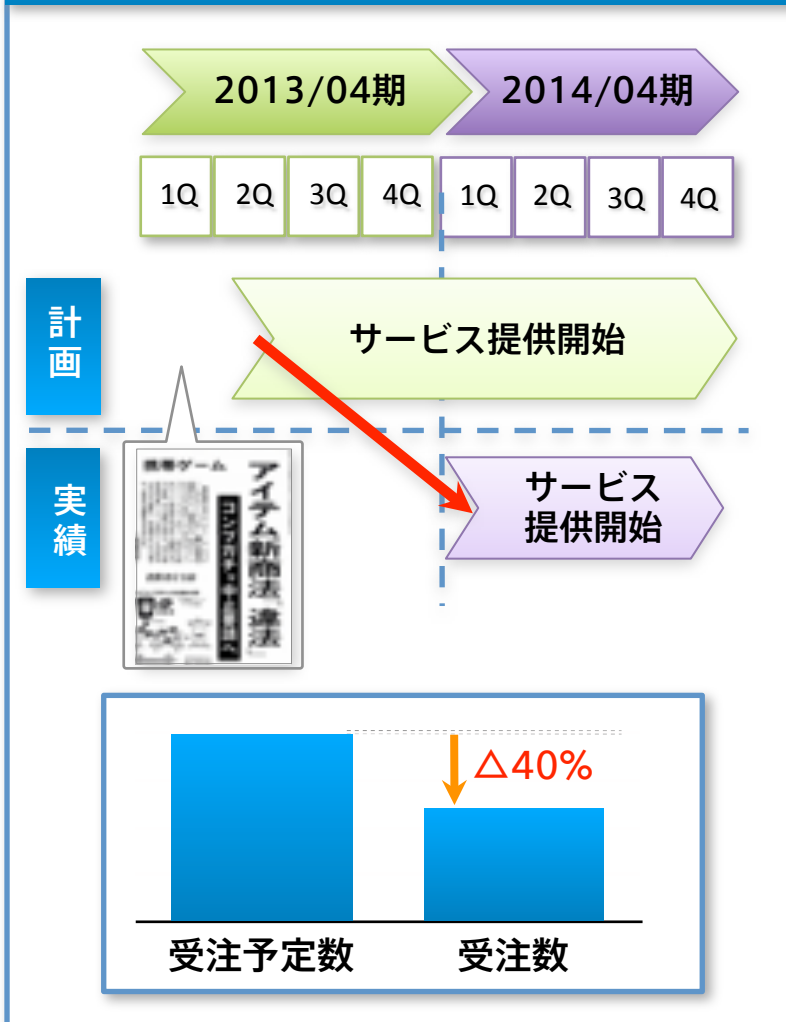 2013/04期 2014/04期
1Q 2Q 3Q 4Q 1Q 2Q 3Q 4Q
計画
サービス提供開始
実績
携帯ゲーム
アイテム新商法「違法」
サービス
提供開始
△40%
受注予定数 受注数